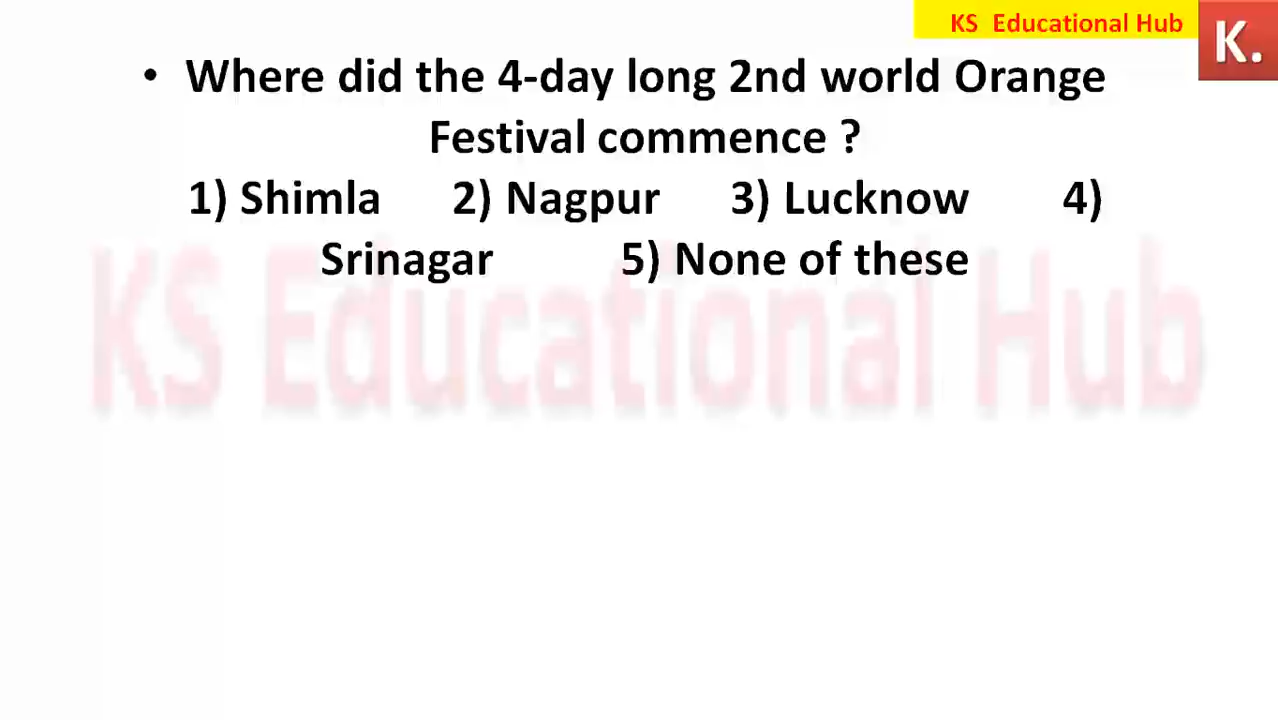 KS Educational Hub
K.
• Where did the 4-day long 2nd world Orange
Festival commence ?
1) Shimla 2) Nagpur 3) Lucknow 4)
Srinagar 5) None of these
KS Educational Hub